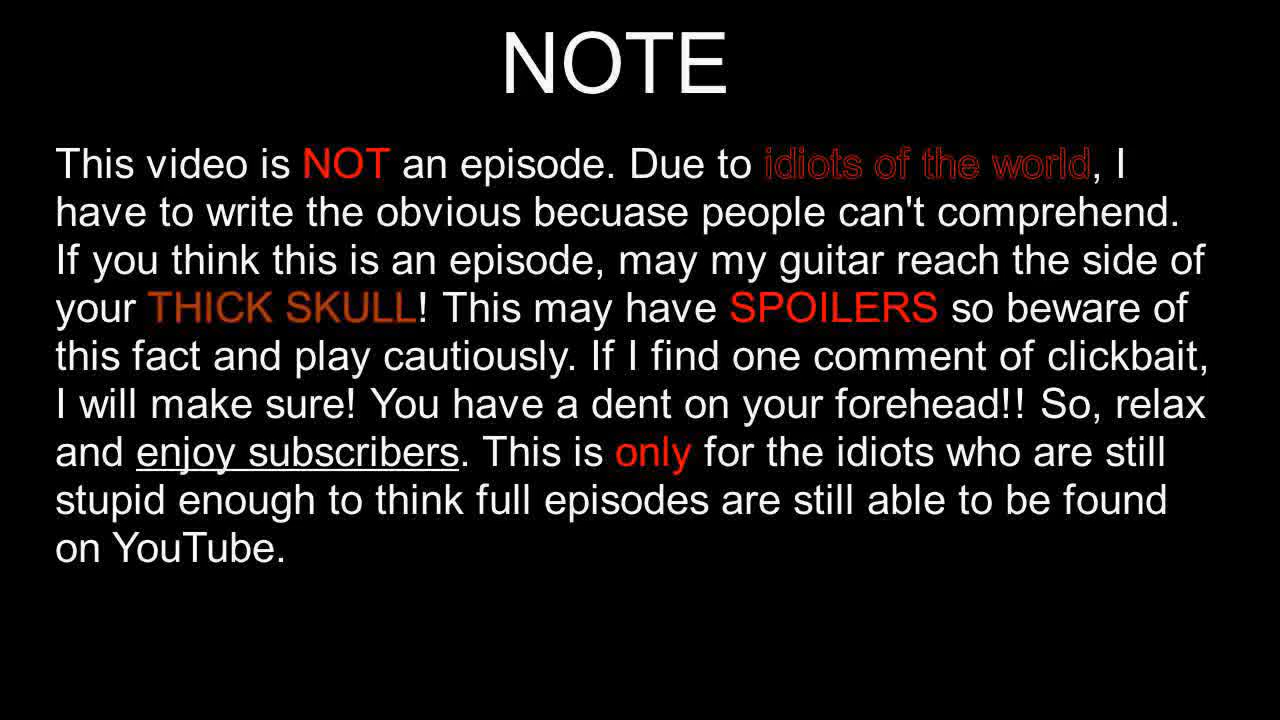 NOTE
This video is NOT an episode. Due to idiots of the world, I
have to write the obvious becuase people can't comprehend.
If you think this is an episode, may my guitar reach the side of
your THICK SKULL! This may have SPOILERS so beware of
this fact and play cautiously. If I find one comment of clickbait,
I will make sure! You have a dent on your forehead!! So, relax
and enjoy subscribers. This is only for the idiots who are still
stupid enough to think full episodes are still able to be found
on YouTube.